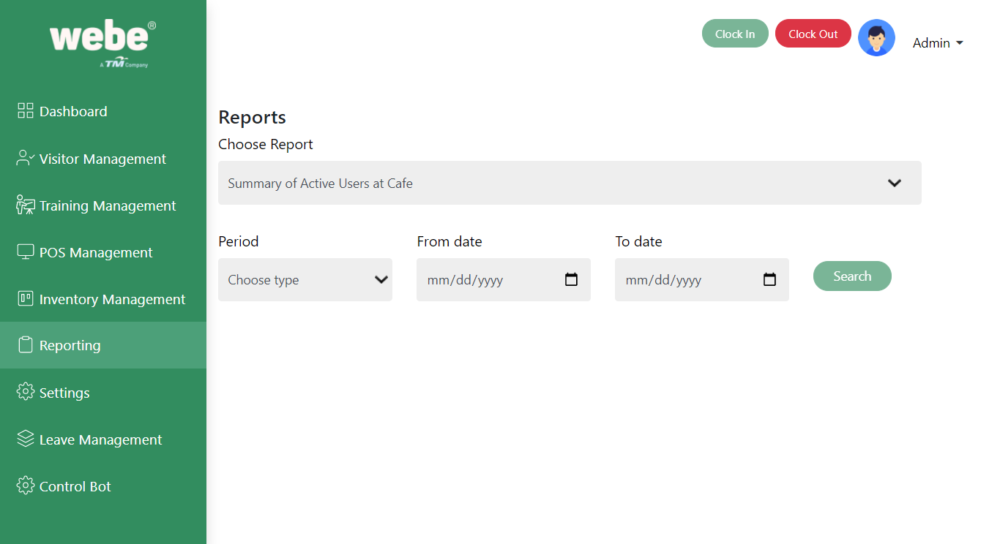 webe®
A TM Company
Clock In
Clock Out
Admin
Dashboard
Visitor Management
Training Management
POS Management
Inventory Management
Reporting
Settings
Leave Management
Control Bot
Reports
Choose Report
Summary of Active Users at Cafe
Period
From date
To date
Choose type
mm/dd/yyyy
mm/dd/yyyy
Search